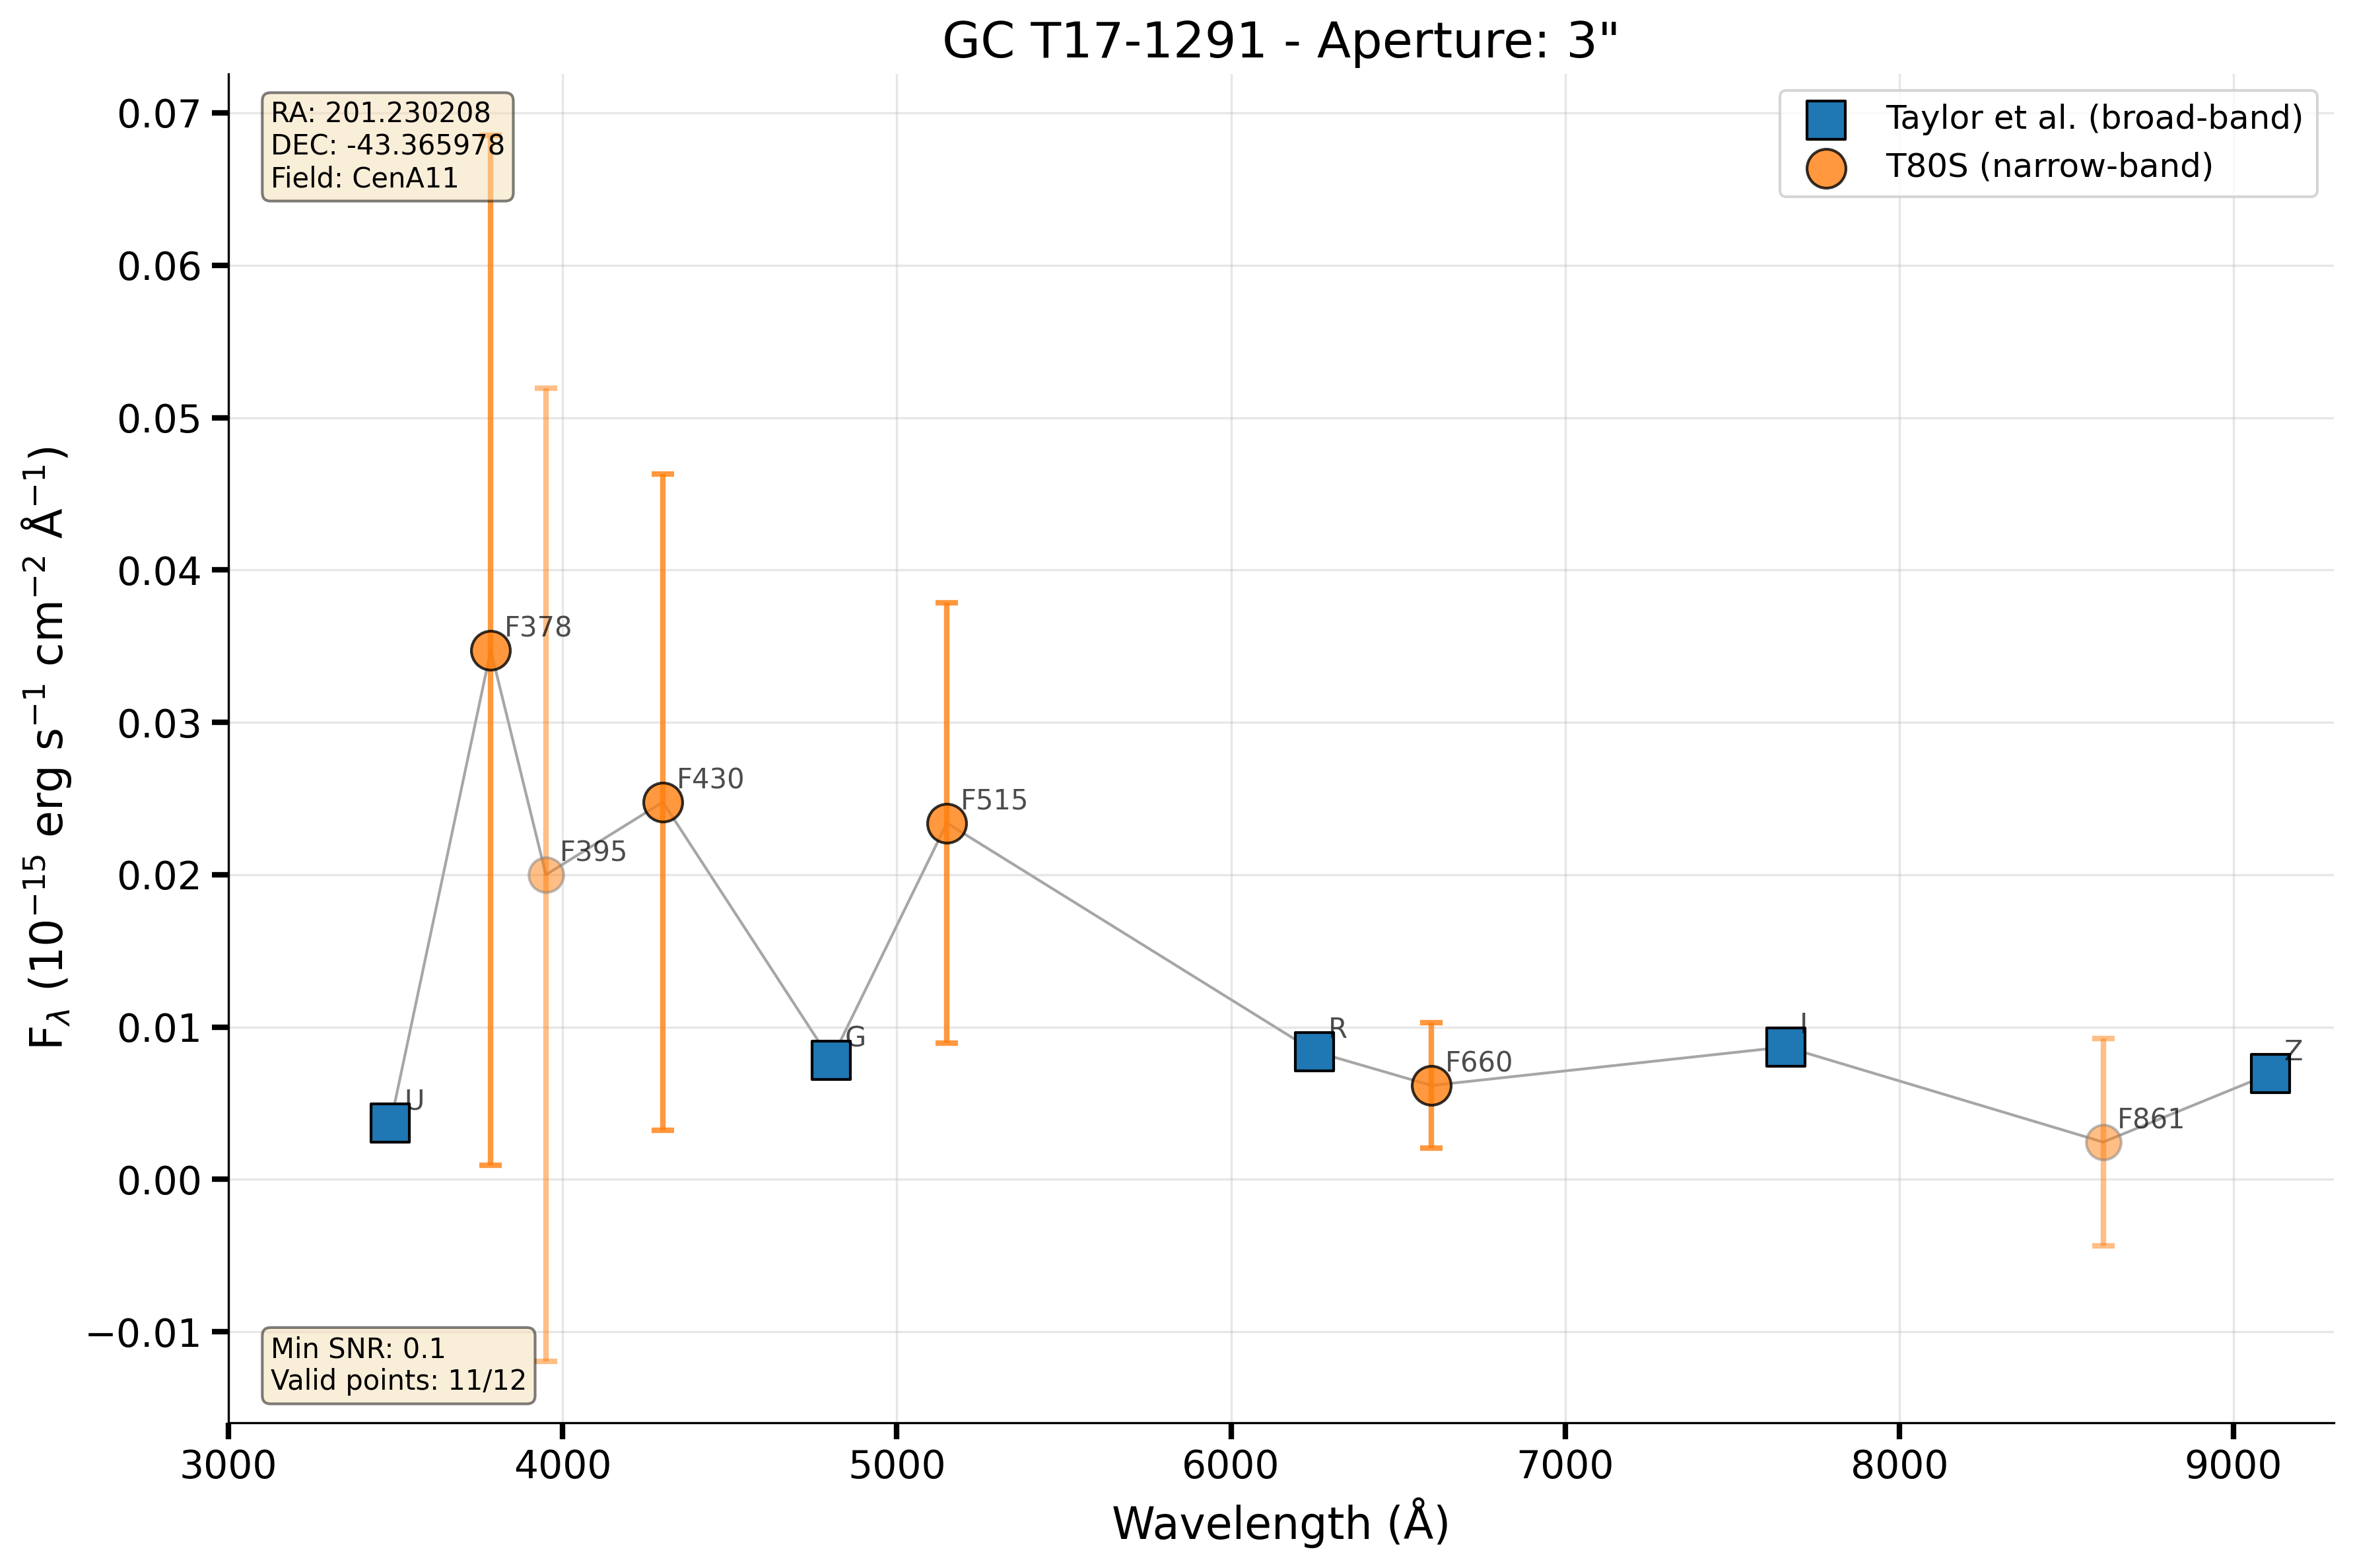 GC T17-1291 - Aperture: 3"
RA: 201.230208
DEC: -43.365978
Field: CenA11
Taylor et al. (broad-band)
T80S (narrow-band)
0.07
0.06
0.05
0.04
0.03
0.02
0.01
0.00
−0.01
F_λ (10⁻¹⁵ erg s⁻¹ cm⁻² Å⁻¹)
U
F378
F395
F430
G
F515
R
F660
I
F861
Z
Min SNR: 0.1
Valid points: 11/12
3000
4000
5000
6000
7000
8000
9000
Wavelength (Å)